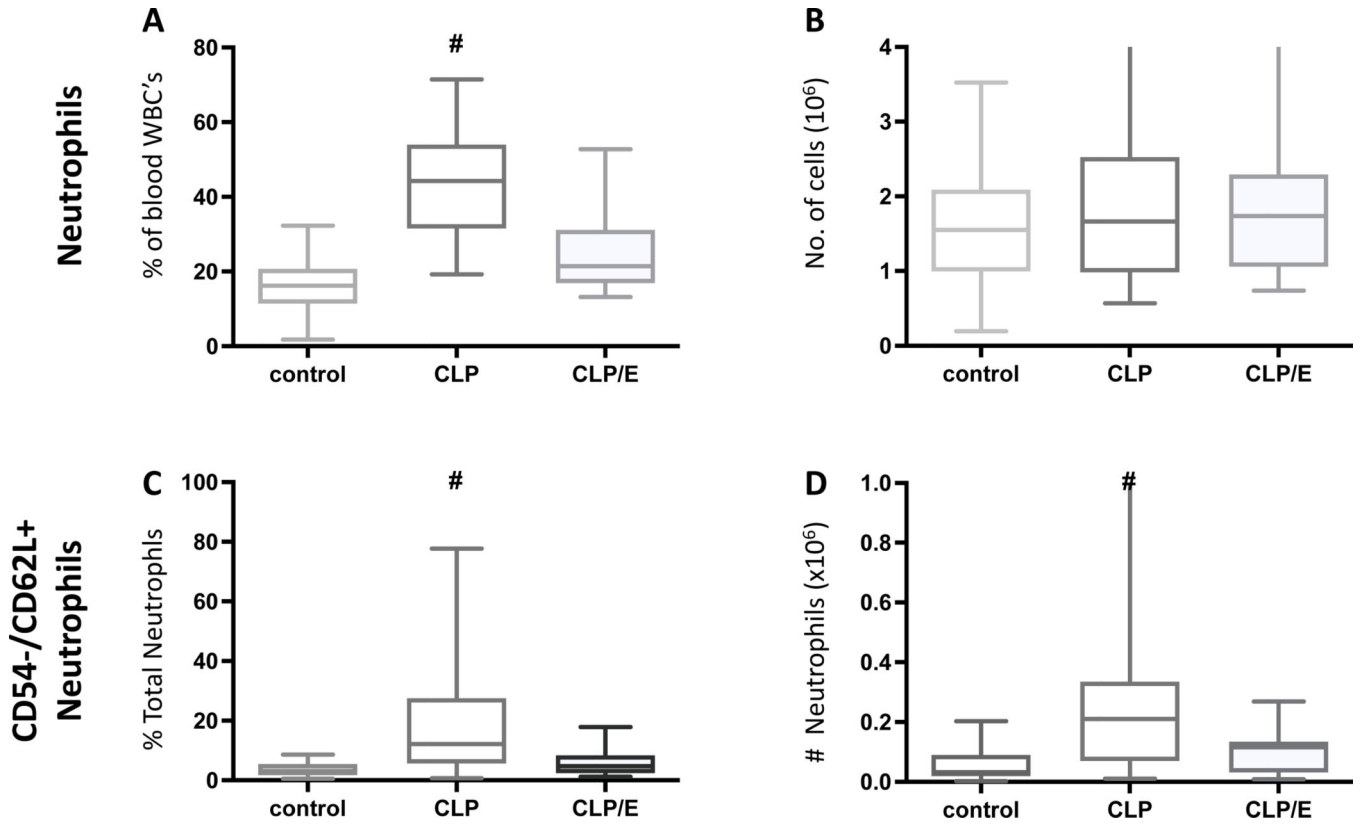 Neutrophils
A
% of blood WBC's
80
60
40
20
0
#
control
CLP
CLP/E
B
No. of cells (10⁶)
4
3
2
1
0
control
CLP
CLP/E
CD54-/CD62L+
Neutrophils
C
% Total Neutrophls
100
80
60
40
20
0
#
control
CLP
CLP/E
D
# Neutrophils (x10⁶)
1.0
0.8
0.6
0.4
0.2
0.0
#
control
CLP
CLP/E